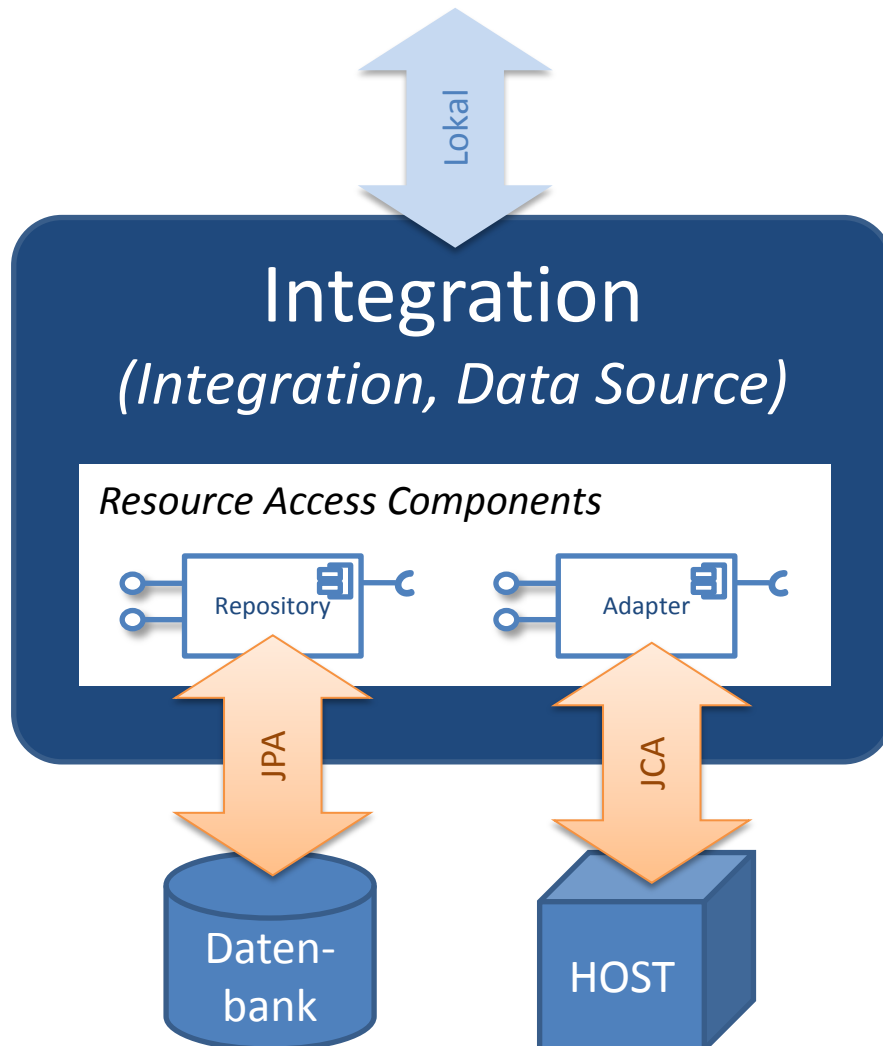 Lokal
Integration
(Integration, Data Source)
Resource Access Components
Repository
Adapter
JPA
JCA
Daten-
bank
HOST